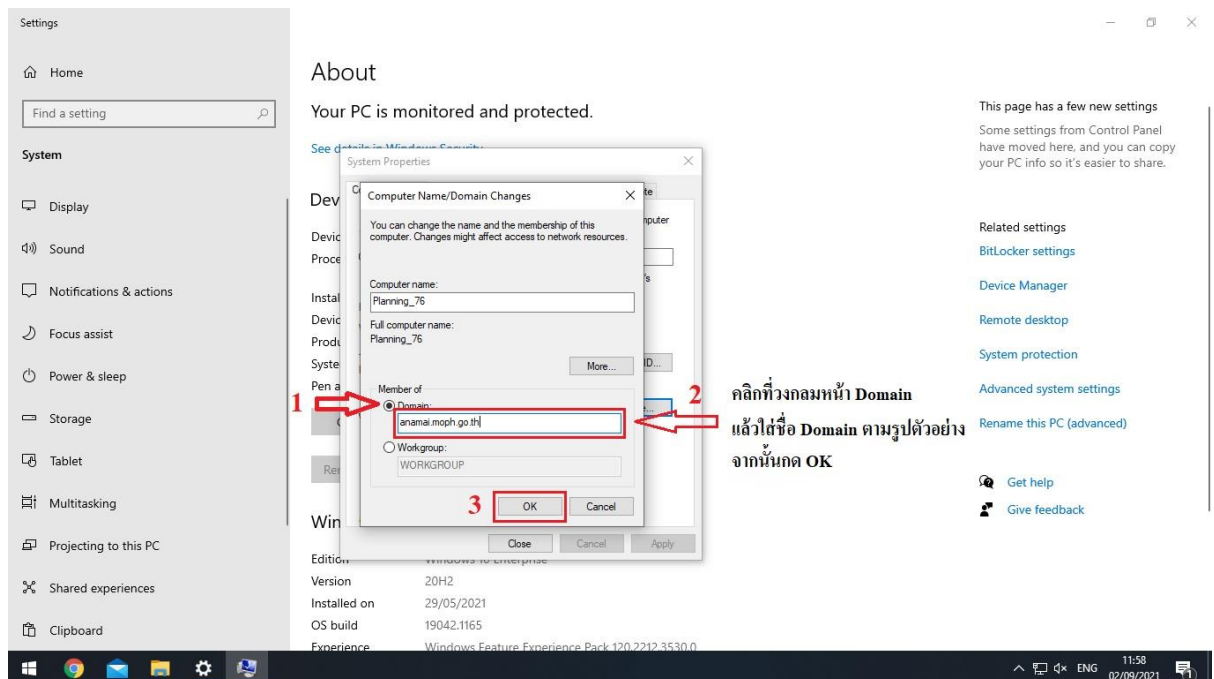 Settings
Home
Find a setting
System
Display
Sound
Notifications & actions
Focus assist
Power & sleep
Storage
Tablet
Multitasking
Projecting to this PC
Shared experiences
Clipboard
About
Your PC is monitored and protected.
See details in Windows Security
System Properties
Computer Name/Domain Changes
You can change the name and the membership of this
computer. Changes might affect access to network resources.
Computer name:
Planning_76
Full computer name:
Planning_76
More...
Member of
1
Domain:
anamai.moph.go.th
Workgroup:
WORKGROUP
3
OK
Cancel
2
คลิกที่วงกลมหน้า Domain
แล้วใส่ชื่อ Domain ตามรูปตัวอย่าง
จากนั้นกด OK
Close
Cancel
Apply
Edition Windows 10 Enterprise
Version 20H2
Installed on 29/05/2021
OS build 19042.1165
Experience Windows Feature Experience Pack 120.2212.3530.0
This page has a few new settings
Some settings from Control Panel
have moved here, and you can copy
your PC info so it's easier to share.
Related settings
BitLocker settings
Device Manager
Remote desktop
System protection
Advanced system settings
Rename this PC (advanced)
Get help
Give feedback
ENG
11:58
02/09/2021